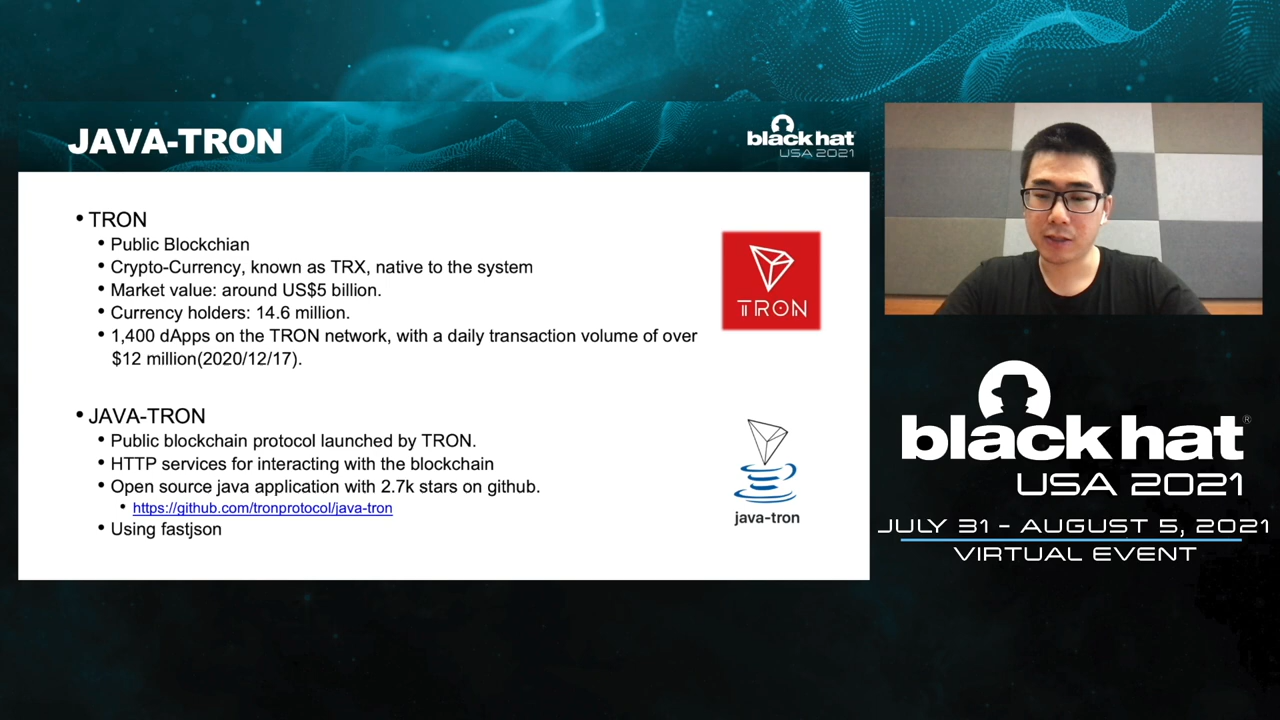 JAVA-TRON
black hat
USA 2021
• TRON
• Public Blockchian
• Crypto-Currency, known as TRX, native to the system
• Market value: around US$5 billion.
• Currency holders: 14.6 million.
• 1,400 dApps on the TRON network, with a daily transaction volume of over
$12 million(2020/12/17).
TRON
• JAVA-TRON
• Public blockchain protocol launched by TRON.
• HTTP services for interacting with the blockchain
• Open source java application with 2.7k stars on github.
• https://github.com/tronprotocol/java-tron
• Using fastjson
java-tron
black hat®
USA 2021
JULY 31 - AUGUST 5, 2021
VIRTUAL EVENT